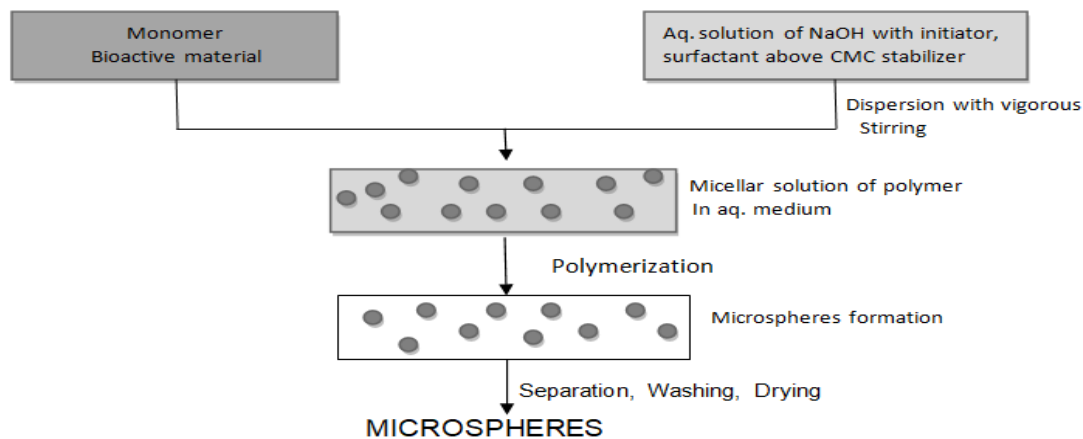 Monomer
Bioactive material
Aq. solution of NaOH with initiator,
surfactant above CMC stabilizer
Dispersion with vigorous
Stirring
Micellar solution of polymer
In aq. medium
Polymerization
Microspheres formation
Separation, Washing, Drying
MICROSPHERES